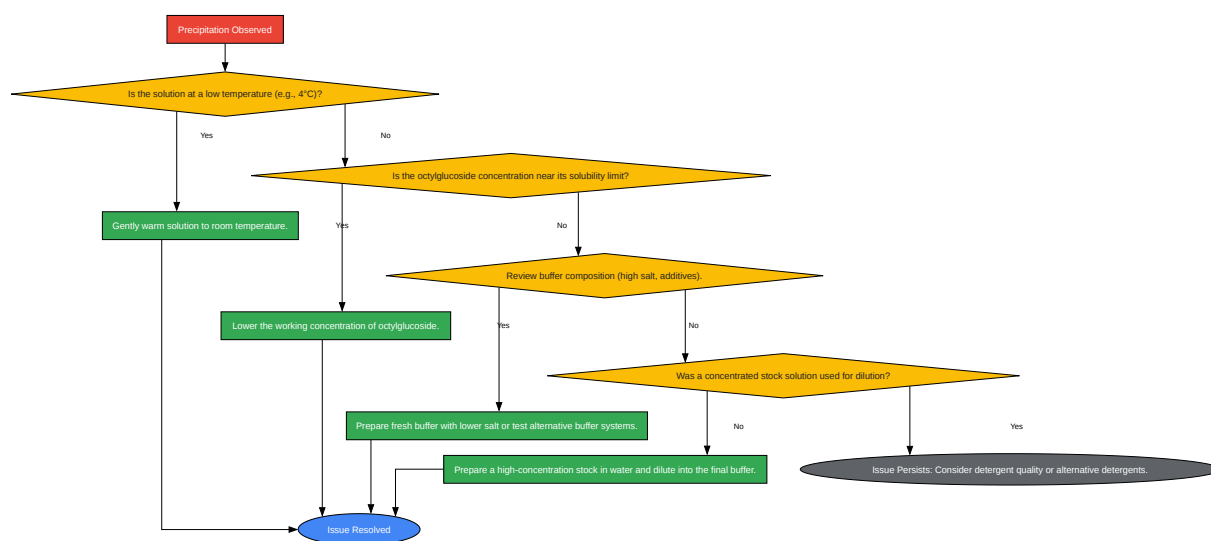 Precipitation Observed
Is the solution at a low temperature (e.g., 4°C)?
Yes
No
Is the octylglucoside concentration near its solubility limit?
Gently warm solution to room temperature.
Yes
No
Review buffer composition (high salt, additives).
Lower the working concentration of octylglucoside.
Yes
No
Was a concentrated stock solution used for dilution?
Prepare fresh buffer with lower salt or test alternative buffer systems.
No
Yes
Prepare a high-concentration stock in water and dilute into the final buffer.
Issue Persists: Consider detergent quality or alternative detergents.
Issue Resolved